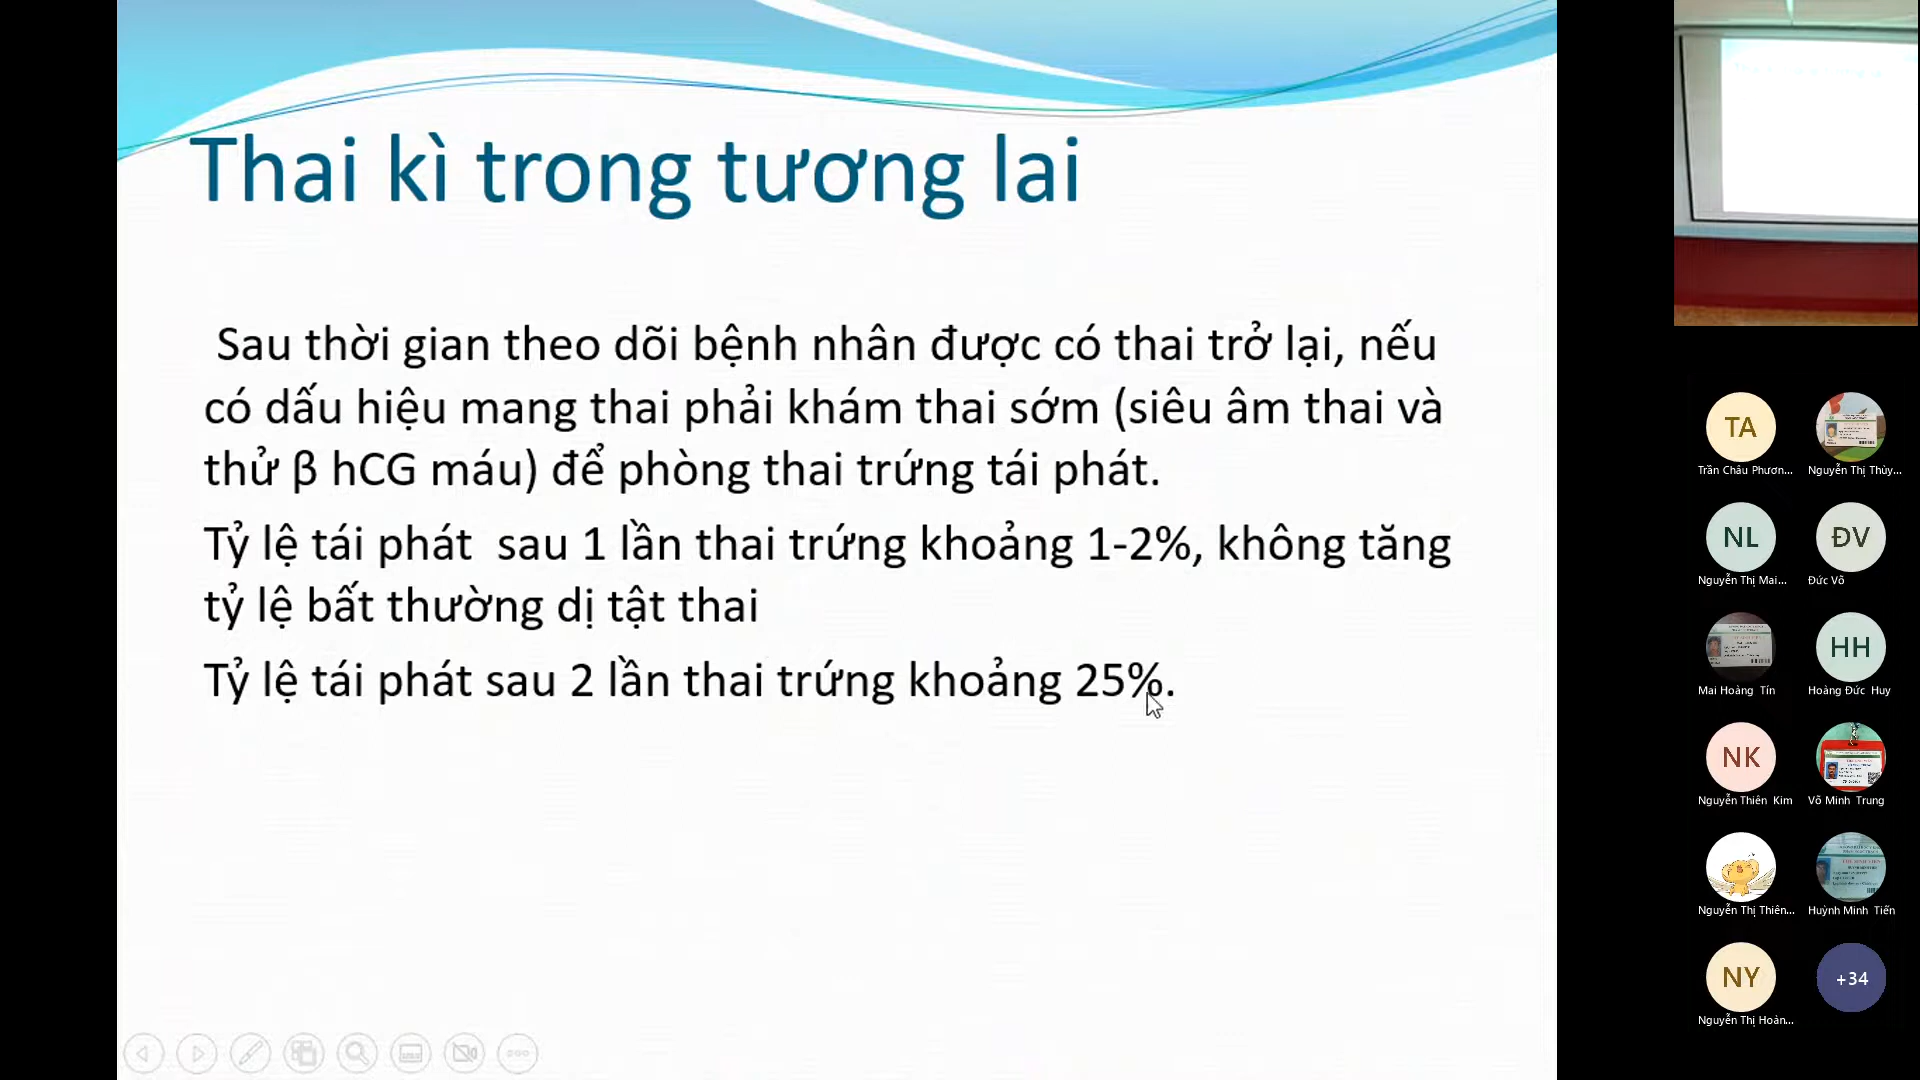 Thai kì trong tương lai
Sau thời gian theo dõi bệnh nhân được có thai trở lại, nếu
có dấu hiệu mang thai phải khám thai sớm (siêu âm thai và
thử β hCG máu) để phòng thai trứng tái phát.
Tỷ lệ tái phát  sau 1 lần thai trứng khoảng 1-2%, không tăng
tỷ lệ bất thường dị tật thai
Tỷ lệ tái phát sau 2 lần thai trứng khoảng 25%.
TA
Trần Châu Phươn...
Nguyễn Thị Thùy...
NL
Nguyễn Thị Mai...
ĐV
Đức Võ
Mai Hoàng Tín
HH
Hoàng Đức Huy
NK
Nguyễn Thiên Kim
Võ Minh Trung
Nguyễn Thị Thiên...
Huỳnh Minh Tiến
NY
Nguyễn Thị Hoàn...
+34